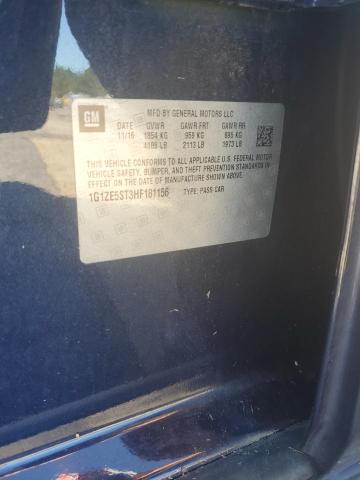 GM
MFD BY GENERAL MOTORS LLC
DATE GVWR GAWR FRT GAWR RR
11/16 1854 KG 959 KG 895 KG
4088 LB 2113 LB 1973 LB
THIS VEHICLE CONFORMS TO ALL APPLICABLE U.S. FEDERAL MOTOR
VEHICLE SAFETY, BUMPER, AND THEFT PREVENTION STANDARDS IN
EFFECT ON THE DATE OF MANUFACTURE SHOWN ABOVE.
1G1ZE5ST3HF181156 TYPE: PASS CAR